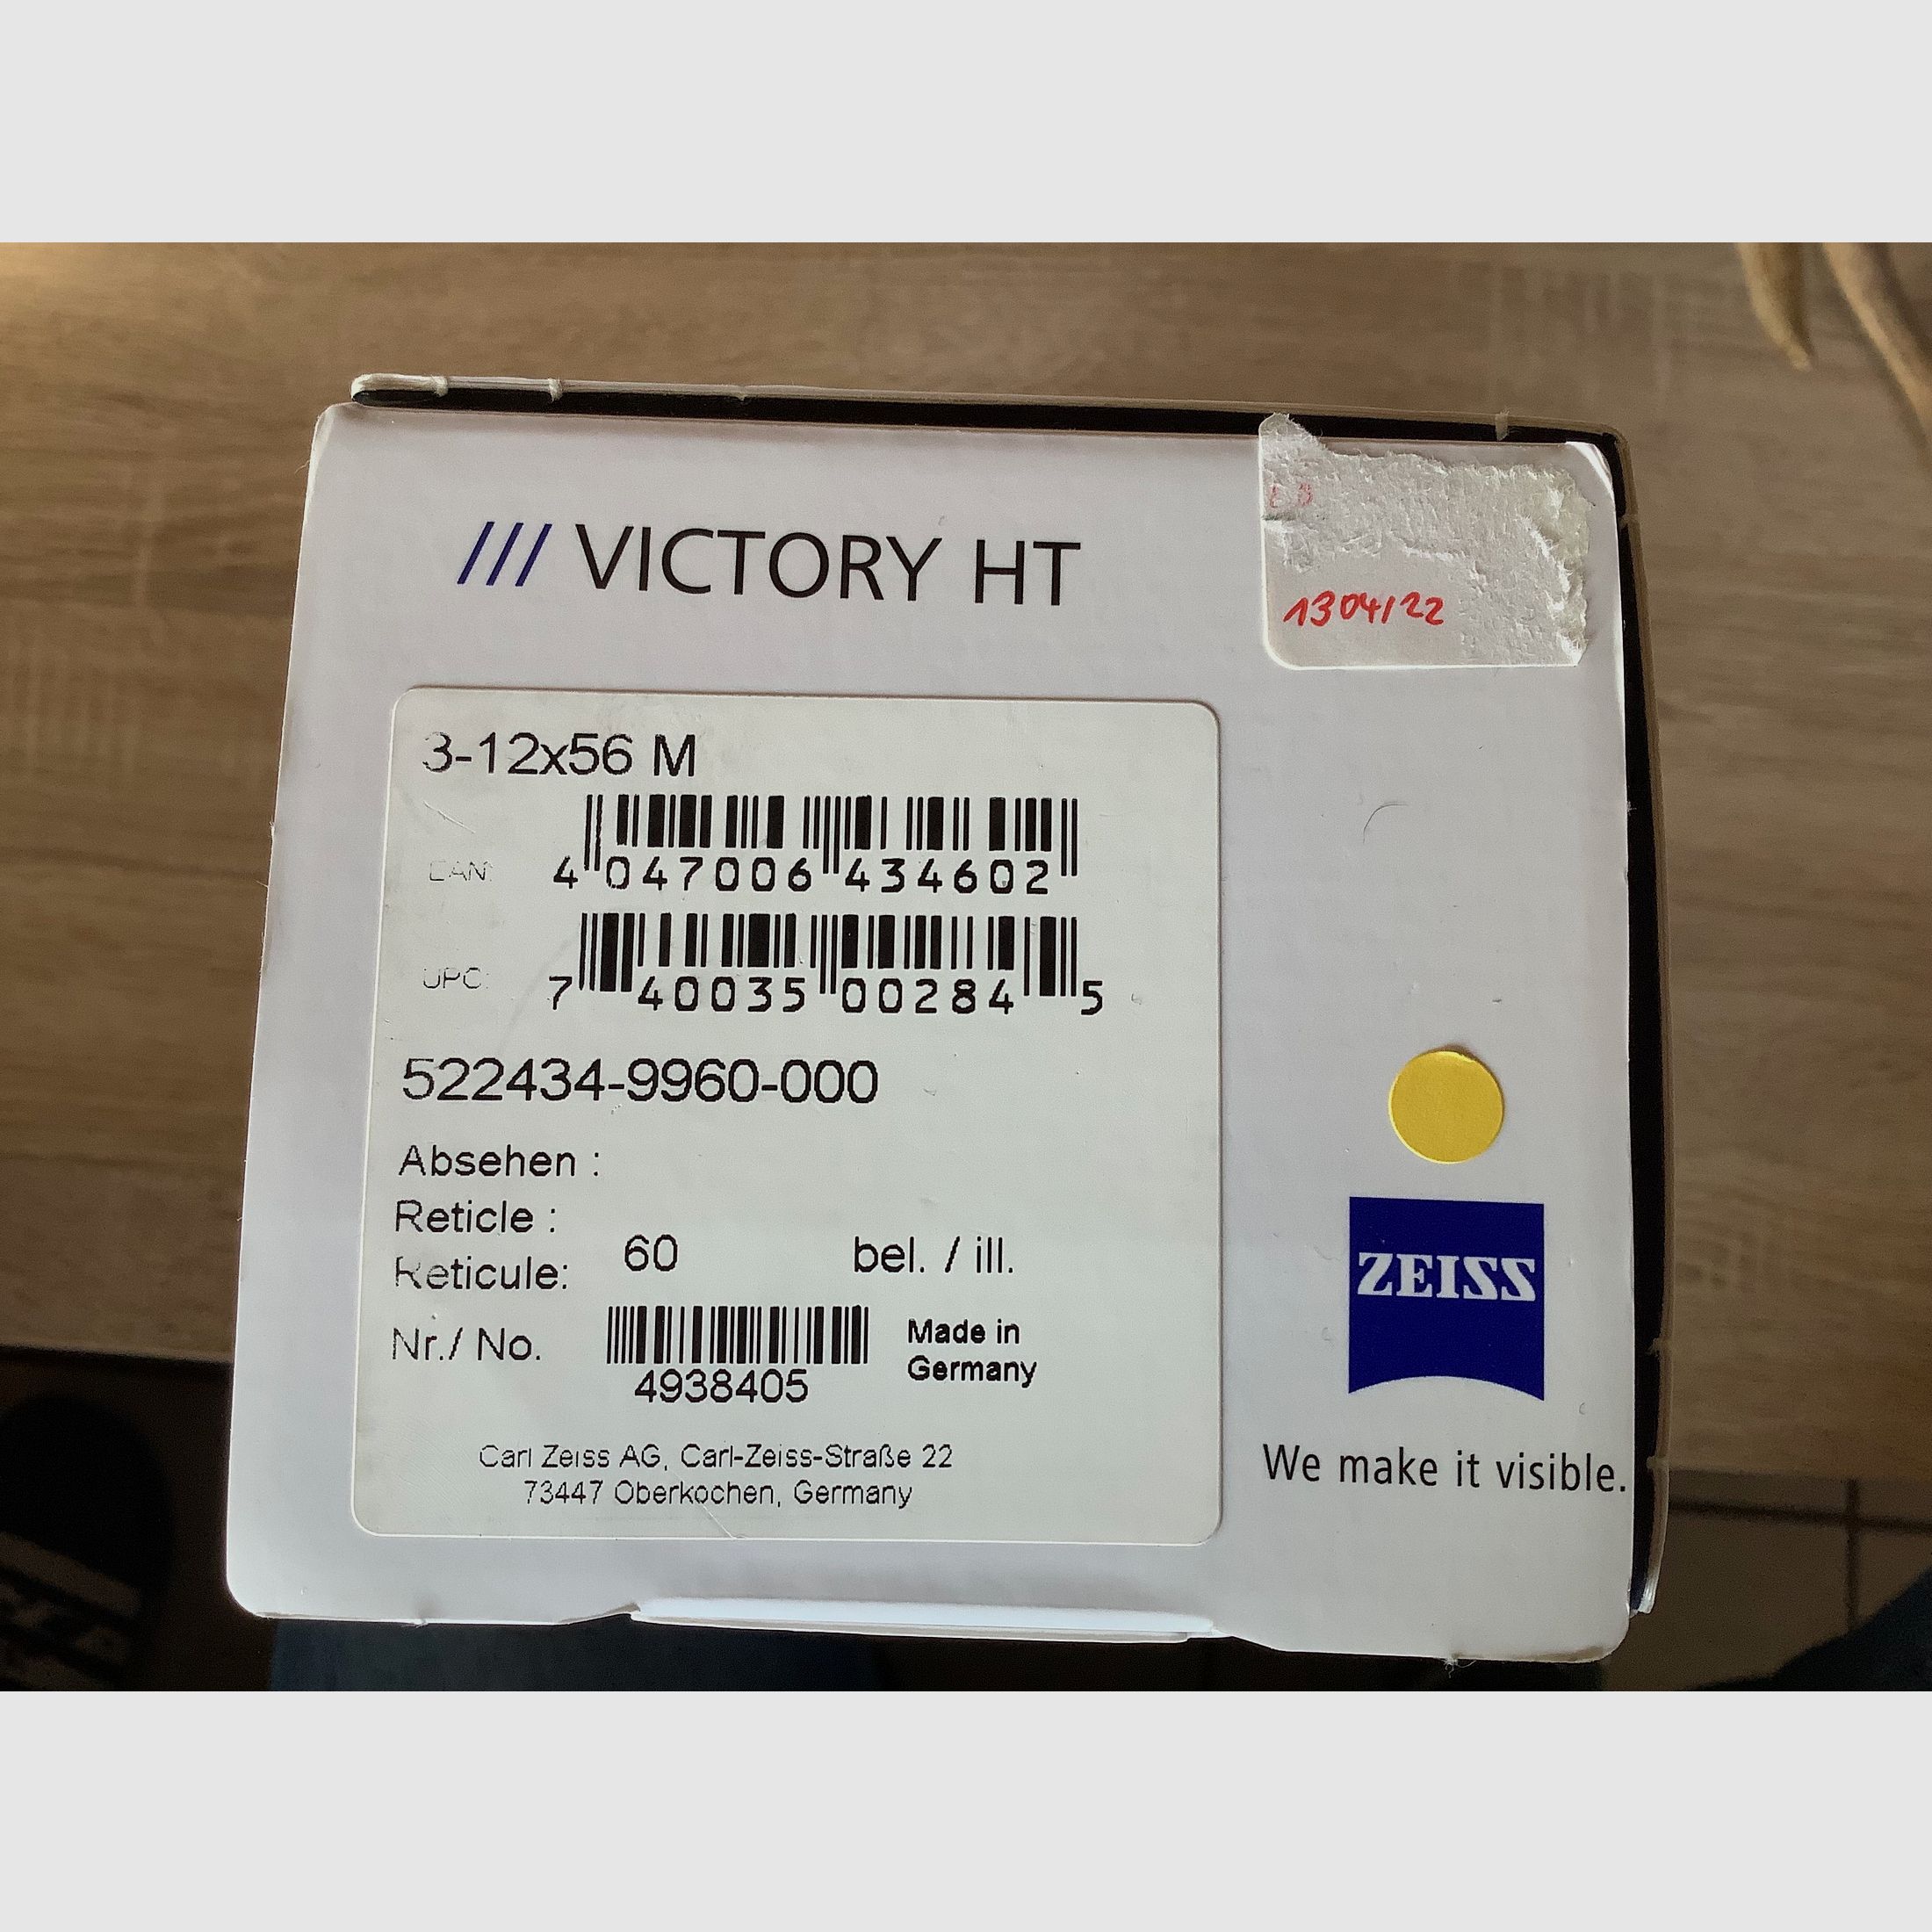 /// VICTORY HT
1304/22
3-12x56 M
EAN:
4 047006 434602
UPC:
7 40035 00284 5
522434-9960-000
Absehen :
Reticle :
Reticule: 60 bel. / ill.
Nr./ No.
4938405
Made in
Germany
Carl Zeiss AG, Carl-Zeiss-Straße 22
73447 Oberkochen, Germany
ZEISS
We make it visible.